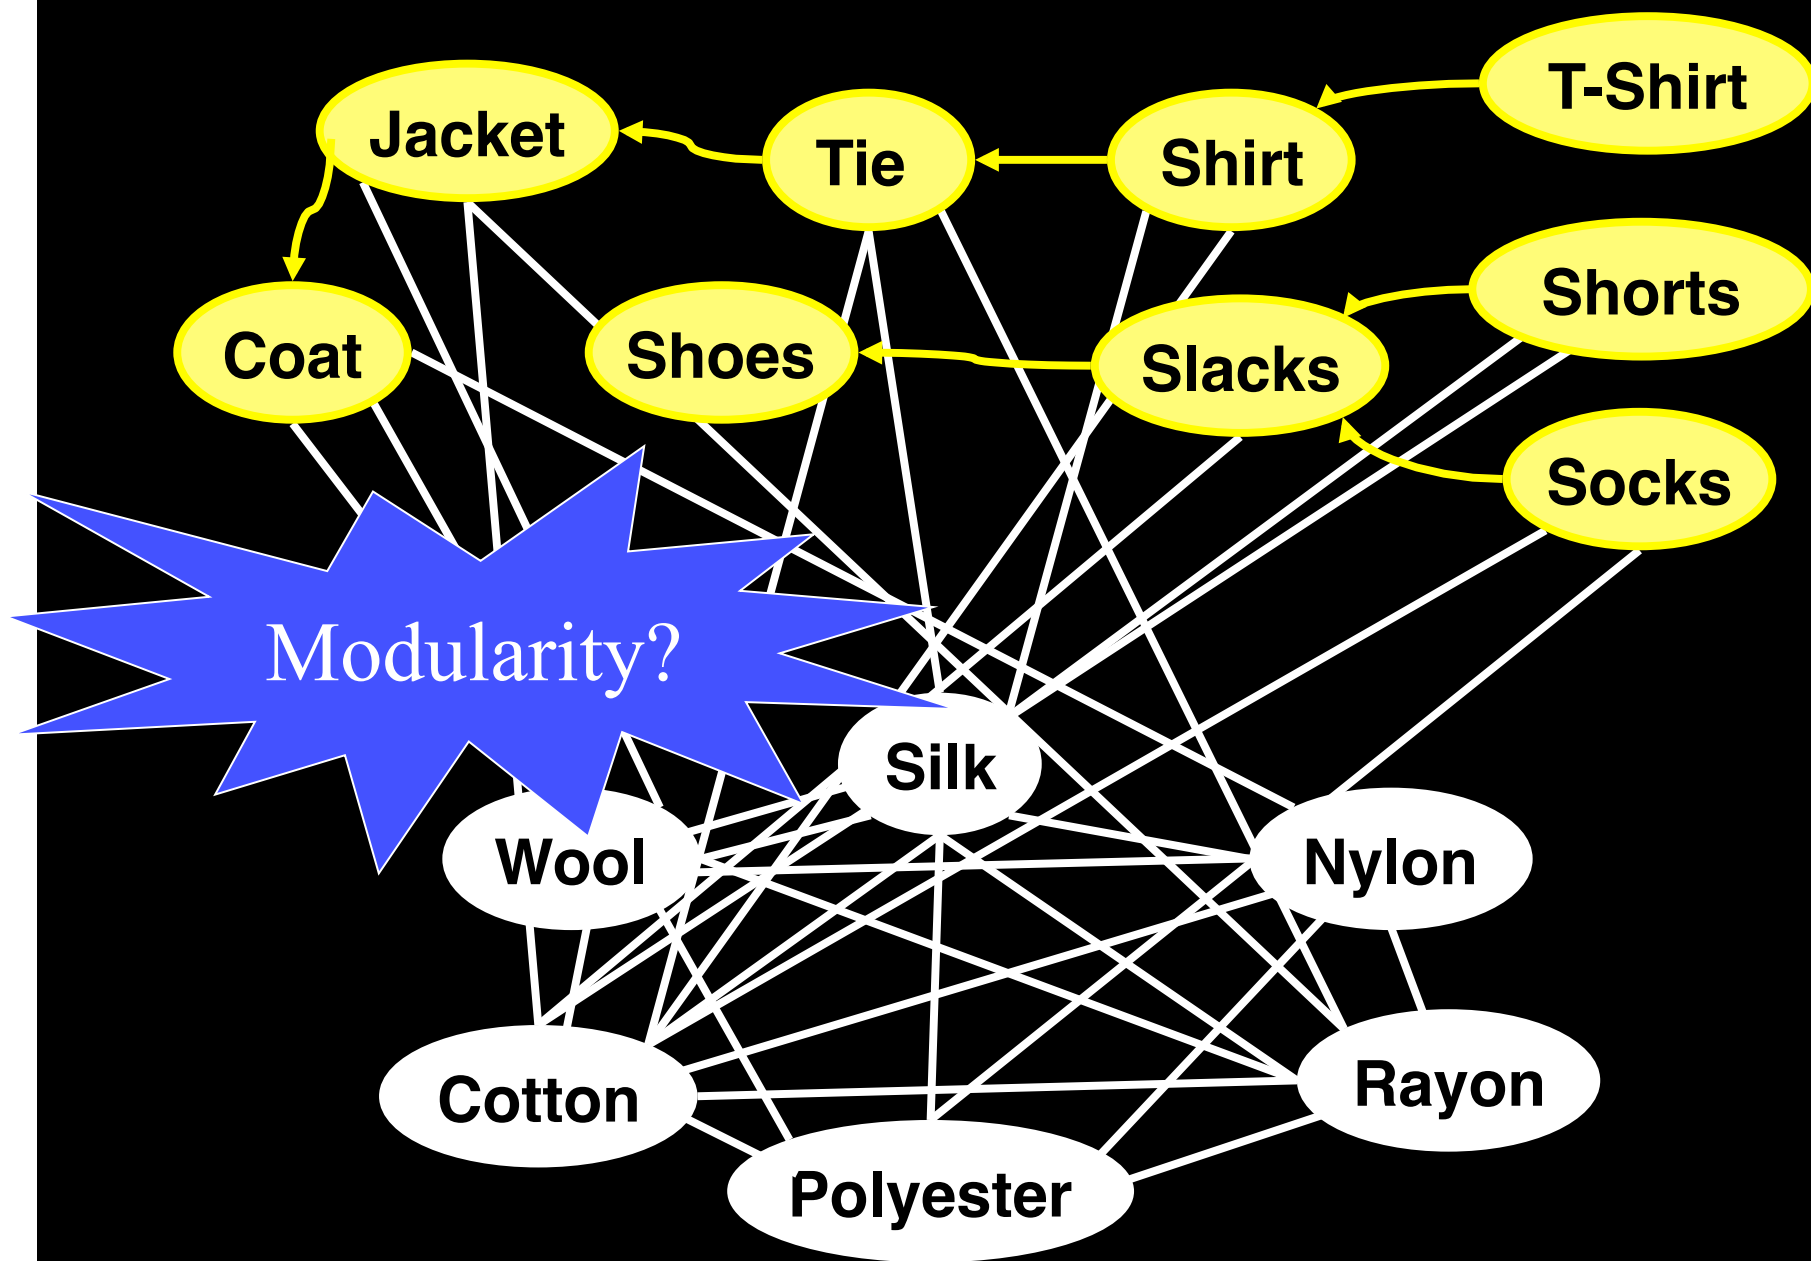 T-Shirt
Jacket
Tie
Shirt
Shorts
Coat
Shoes
Slacks
Socks
Modularity?
Silk
Wool
Nylon
Cotton
Rayon
Polyester